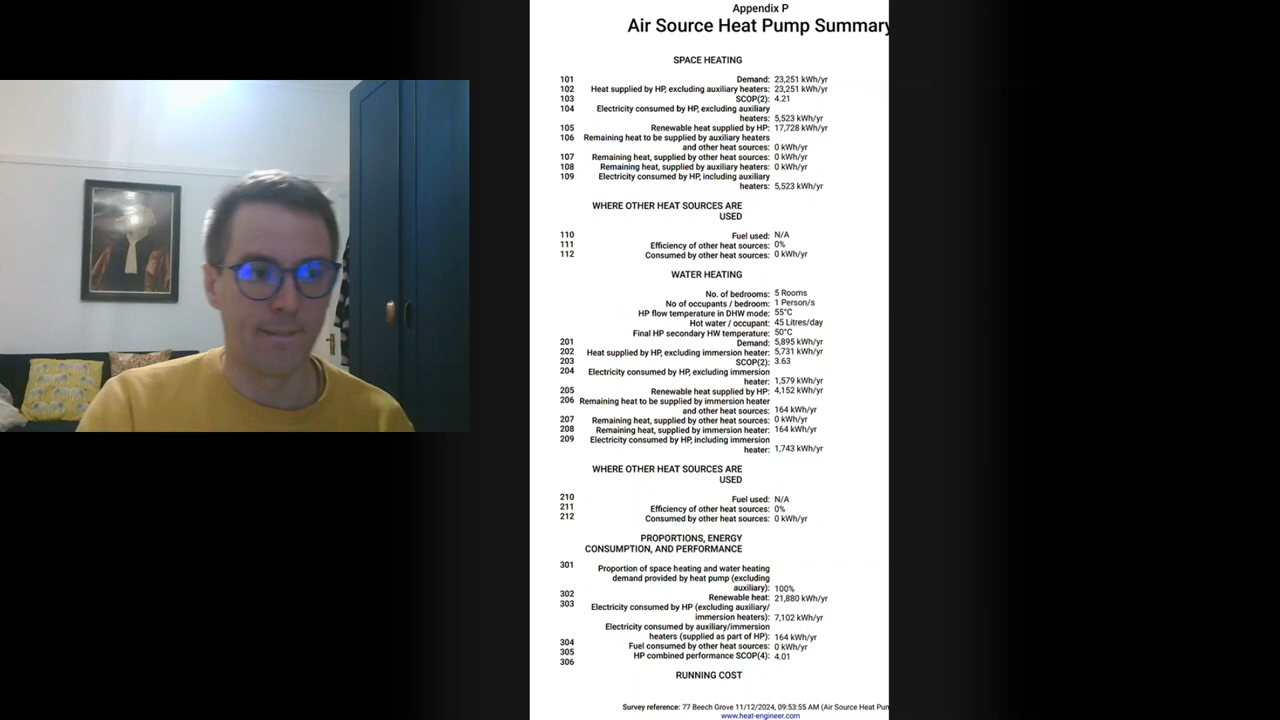 Appendix P
Air Source Heat Pump Summary
SPACE HEATING
101 Demand: 23,251 kWh/yr
102 Heat supplied by HP, excluding auxiliary heaters: 23,251 kWh/yr
103 SCOP(2): 4.21
104 Electricity consumed by HP, excluding auxiliary
heaters: 5,523 kWh/yr
105 Renewable heat supplied by HP: 17,728 kWh/yr
106 Remaining heat to be supplied by auxiliary heaters
and other heat sources: 0 kWh/yr
107 Remaining heat, supplied by other heat sources: 0 kWh/yr
108 Remaining heat, supplied by auxiliary heaters: 0 kWh/yr
109 Electricity consumed by HP, including auxiliary
heaters: 5,523 kWh/yr
WHERE OTHER HEAT SOURCES ARE
USED
110 Fuel used: N/A
111 Efficiency of other heat sources: 0%
112 Consumed by other heat sources: 0 kWh/yr
WATER HEATING
No. of bedrooms: 5 Rooms
No of occupants / bedroom: 1 Person/s
HP flow temperature in DHW mode: 55°C
Hot water / occupant: 45 Litres/day
Final HP secondary HW temperature: 50°C
201 Demand: 5,895 kWh/yr
202 Heat supplied by HP, excluding immersion heater: 5,731 kWh/yr
203 SCOP(2): 3.63
204 Electricity consumed by HP, excluding immersion
heater: 1,579 kWh/yr
205 Renewable heat supplied by HP: 4,152 kWh/yr
206 Remaining heat to be supplied by immersion heater
and other heat sources: 164 kWh/yr
207 Remaining heat, supplied by other heat sources: 0 kWh/yr
208 Remaining heat, supplied by immersion heater: 164 kWh/yr
209 Electricity consumed by HP, including immersion
heater: 1,743 kWh/yr
WHERE OTHER HEAT SOURCES ARE
USED
210 Fuel used: N/A
211 Efficiency of other heat sources: 0%
212 Consumed by other heat sources: 0 kWh/yr
PROPORTIONS, ENERGY
CONSUMPTION, AND PERFORMANCE
301 Proportion of space heating and water heating
demand provided by heat pump (excluding
auxiliary): 100%
302 Renewable heat: 21,880 kWh/yr
303 Electricity consumed by HP (excluding auxiliary/
immersion heaters): 7,102 kWh/yr
Electricity consumed by auxiliary/immersion
heaters (supplied as part of HP): 164 kWh/yr
304 Fuel consumed by other heat sources: 0 kWh/yr
305 HP combined performance SCOP(4): 4.01
306
RUNNING COST
Survey reference: 77 Beech Grove 11/12/2024, 09:53:55 AM (Air Source Heat Pun
www.heat-engineer.com